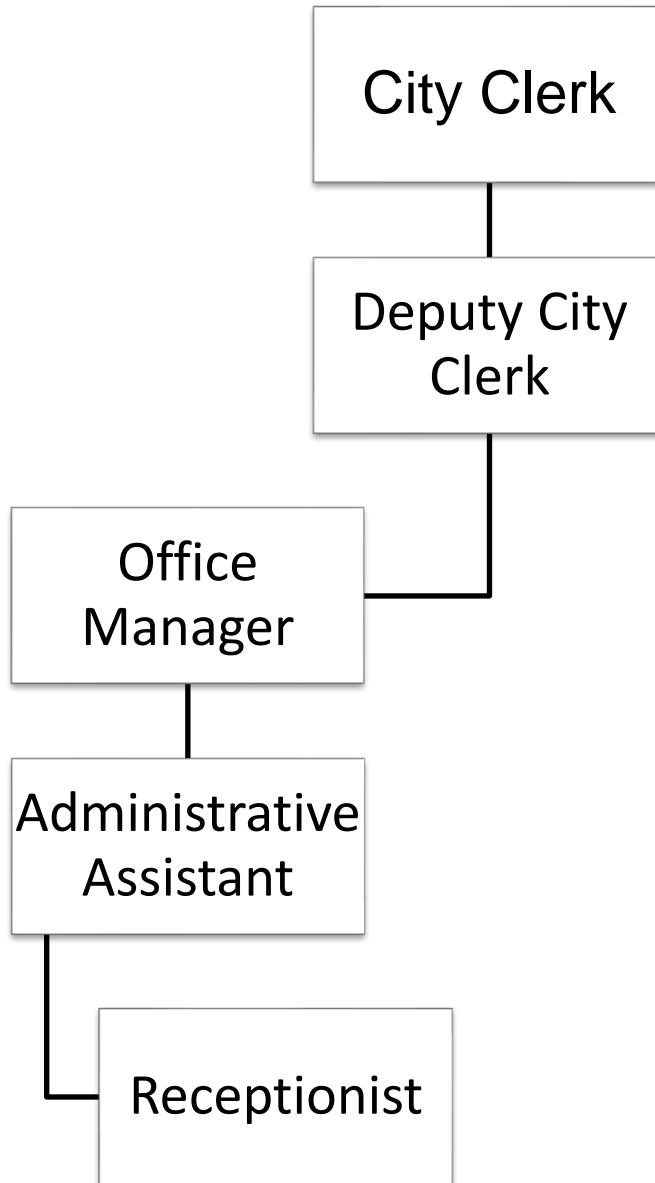 City Clerk
Deputy City
Clerk
Office
Manager
Administrative
Assistant
Receptionist